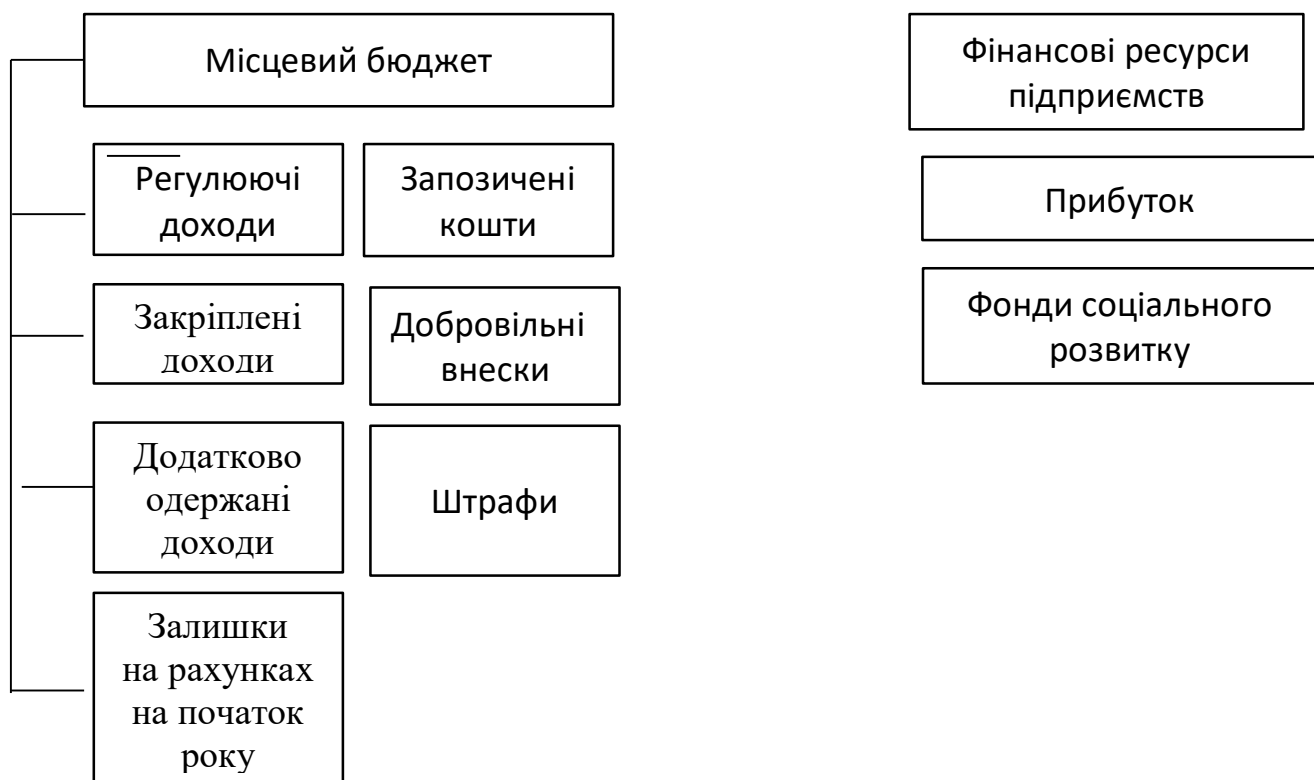 Місцевий бюджет
Фінансові ресурси
підприємств
Регулюючі
доходи
Запозичені
кошти
Прибуток
Закріплені
доходи
Добровільні
внески
Фонди соціального
розвитку
Додатково
одержані
доходи
Штрафи
Залишки
на рахунках
на початок
року